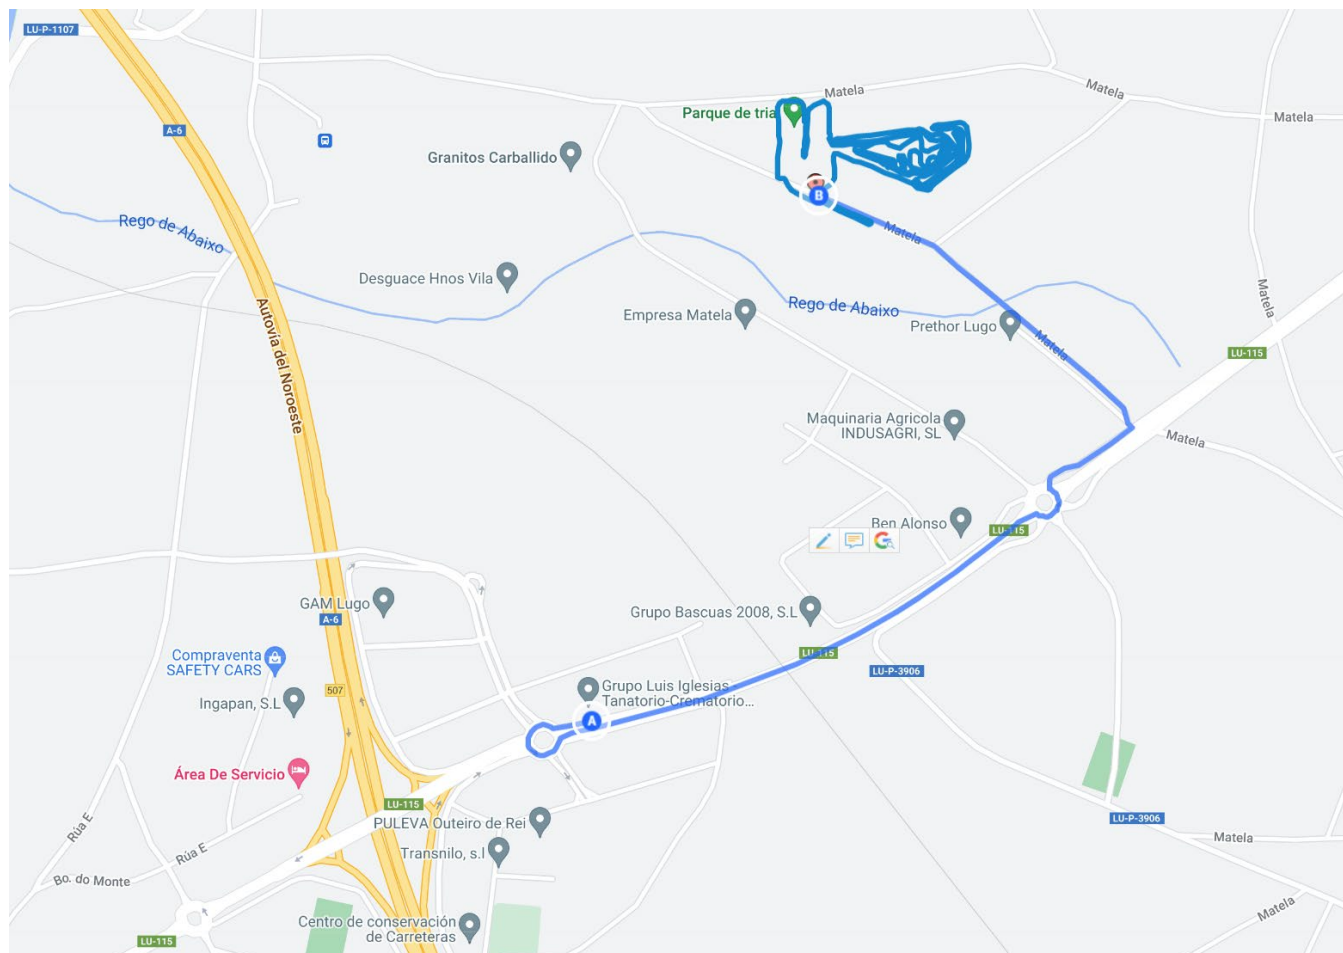 LU-P-1107
A-6
Matela
Matela
Matela
Parque de tria
Granitos Carballido
Rego de Abaixo
B
Matela
Desguace Hnos Vila
Rego de Abaixo
Matela
Empresa Matela
Prethor Lugo
Autovía del Noroeste
Matela
LU-115
Maquinaria Agricola
INDUSAGRI, SL
Matela
Ben Alonso
LU-115
GAM Lugo
A-6
Grupo Bascuas 2008, S.L
LU-115
Compraventa
SAFETY CARS
LU-P-3906
507
Ingapan, S.L
Grupo Luis Iglesias
Tanatorio-Crematorio...
A
Área De Servicio
LU-115
Rúa E
PULEVA Outeiro de Rei
LU-P-3906
Matela
Rúa E
Transnilo, s.l
Bo. do Monte
Matela
Centro de conservación
de Carreteras
LU-115